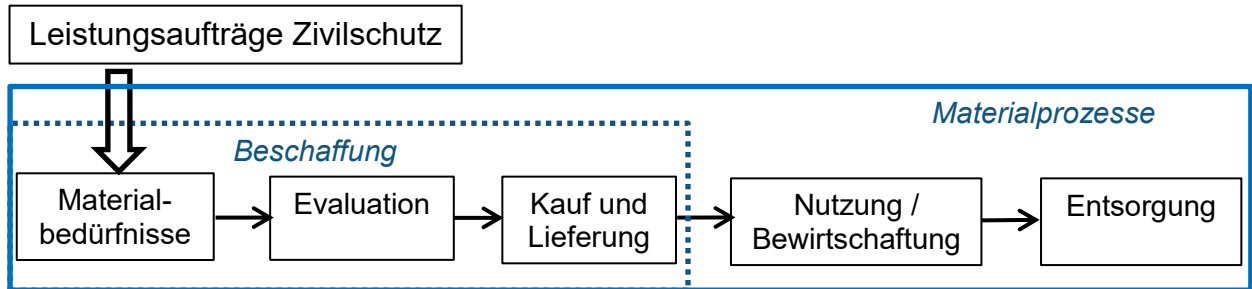 Leistungsaufträge Zivilschutz
Materialprozesse
Beschaffung
Material-
bedürfnisse
Evaluation
Kauf und
Lieferung
Nutzung /
Bewirtschaftung
Entsorgung